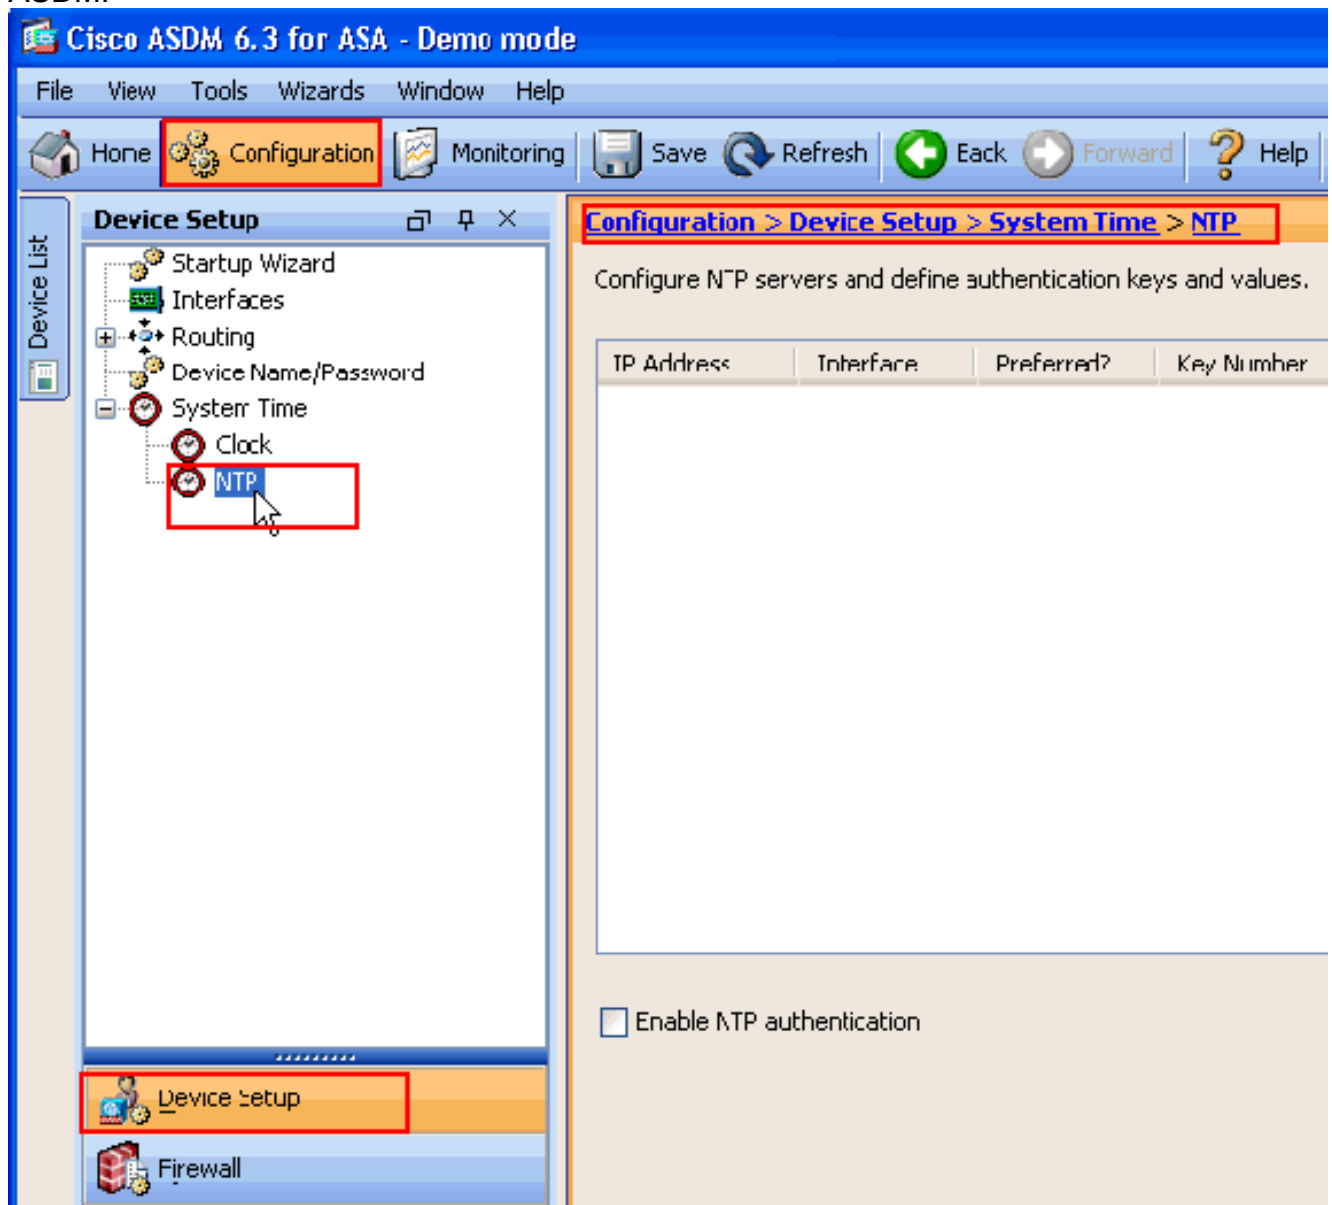 ASDM.
Cisco ASDM 6.3 for ASA - Demo mode
File View Tools Wizards Window Help
Home Configuration Monitoring Save Refresh Back Forward Help
Device List
Device Setup
Startup Wizard
Interfaces
Routing
Device Name/Password
System Time
Clock
NTP
Device Setup
Firewall
Configuration > Device Setup > System Time > NTP
Configure NTP servers and define authentication keys and values.
IP Address Interface Preferred? Key Number
Enable NTP authentication